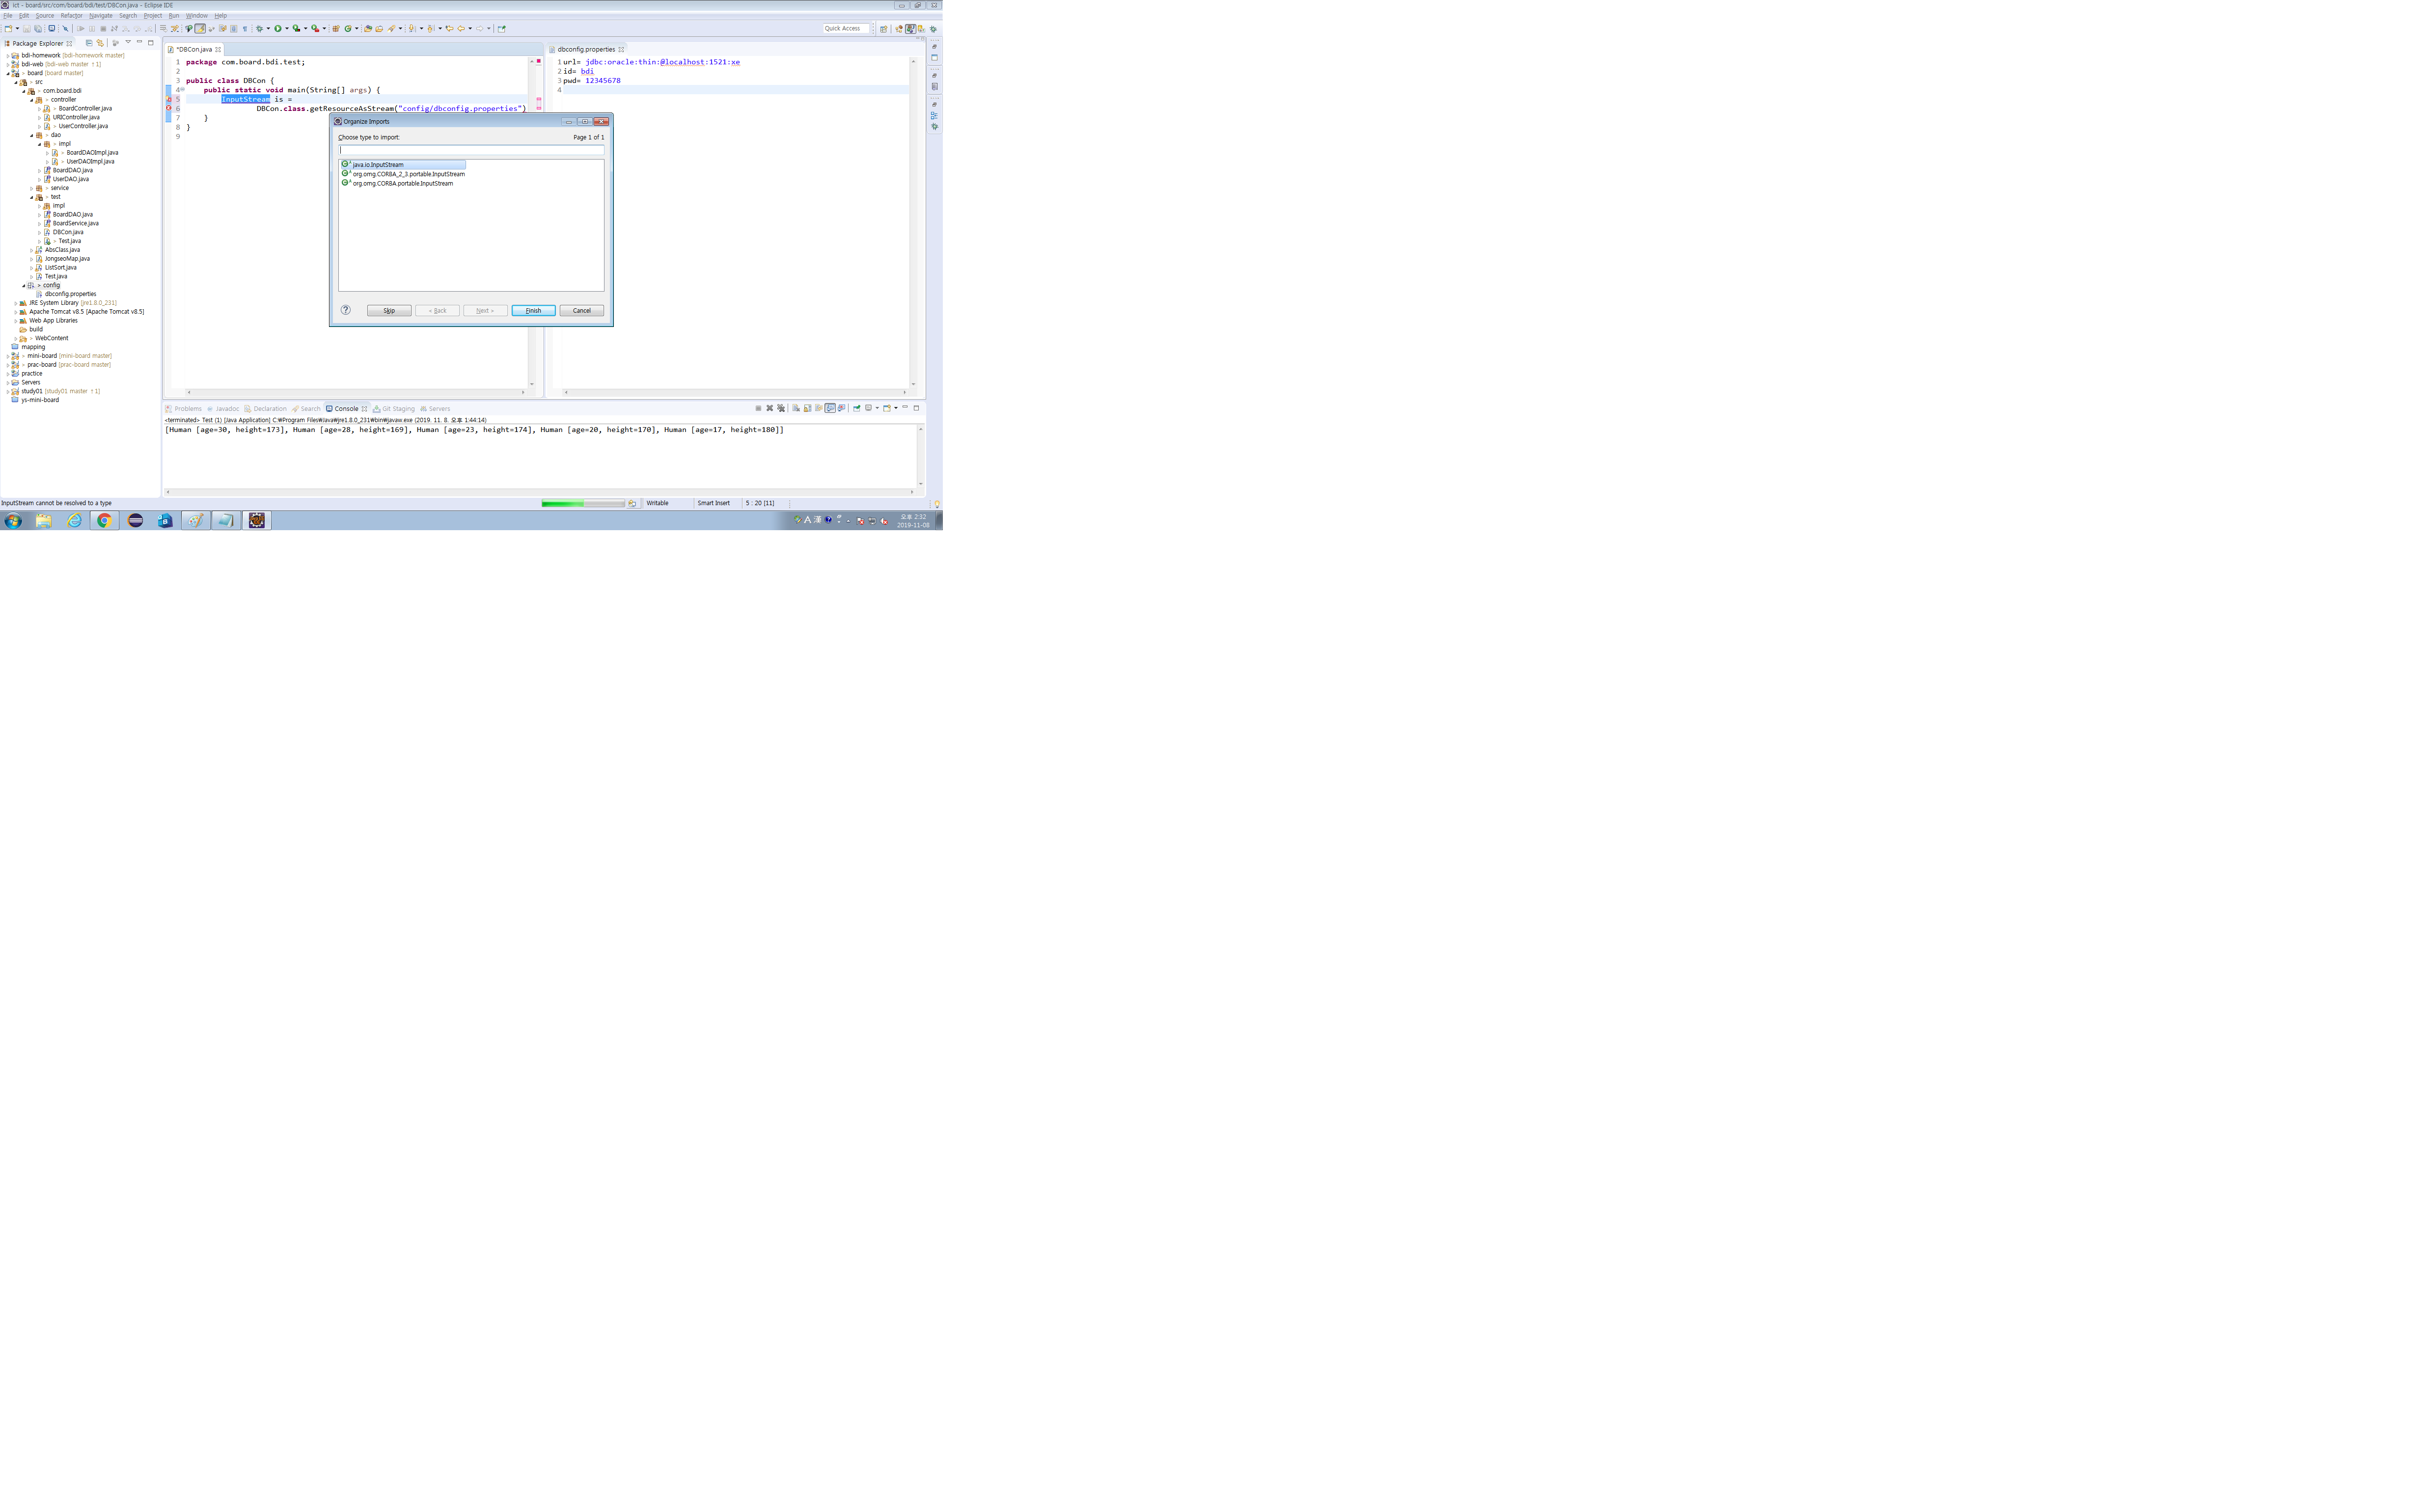 ict - board/src/com/board/bdi/test/DBCon.java - Eclipse IDE
File Edit Source Refactor Navigate Search Project Run Window Help
Quick Access
Package Explorer
bdi-homework [bdi-homework master]
bdi-web [bdi-web master ↑1]
> board [board master]
> src
> com.board.bdi
> controller
> BoardController.java
URIController.java
> UserController.java
> dao
> impl
> BoardDAOImpl.java
> UserDAOImpl.java
BoardDAO.java
UserDAO.java
> service
> test
impl
BoardDAO.java
BoardService.java
DBCon.java
> Test.java
AbsClass.java
JongseoMap.java
ListSort.java
Test.java
> config
dbconfig.properties
JRE System Library [jre1.8.0_231]
Apache Tomcat v8.5 [Apache Tomcat v8.5]
Web App Libraries
build
> WebContent
mapping
> mini-board [mini-board master]
> prac-board [prac-board master]
practice
Servers
study01 [study01 master ↑1]
ys-mini-board
*DBCon.java
1 package com.board.bdi.test;
2
3 public class DBCon {
4 public static void main(String[] args) {
5 InputStream is =
6 DBCon.class.getResourceAsStream("config/dbconfig.properties")
7 }
8 }
9
dbconfig.properties
1 url= jdbc:oracle:thin:@localhost:1521:xe
2 id= bdi
3 pwd= 12345678
4
Organize Imports
Choose type to import:
Page 1 of 1
java.io.InputStream
org.omg.CORBA_2_3.portable.InputStream
org.omg.CORBA.portable.InputStream
Skip < Back Next > Finish Cancel
Problems Javadoc Declaration Search Console Git Staging Servers
<terminated> Test (1) [Java Application] C:₩Program Files₩Java₩jre1.8.0_231₩bin₩javaw.exe (2019. 11. 8. 오후 1:44:14)
[Human [age=30, height=173], Human [age=28, height=169], Human [age=23, height=174], Human [age=20, height=170], Human [age=17, height=180]]
InputStream cannot be resolved to a type
Writable Smart Insert 5 : 20 [11]
A 漢
오후 2:32
2019-11-08